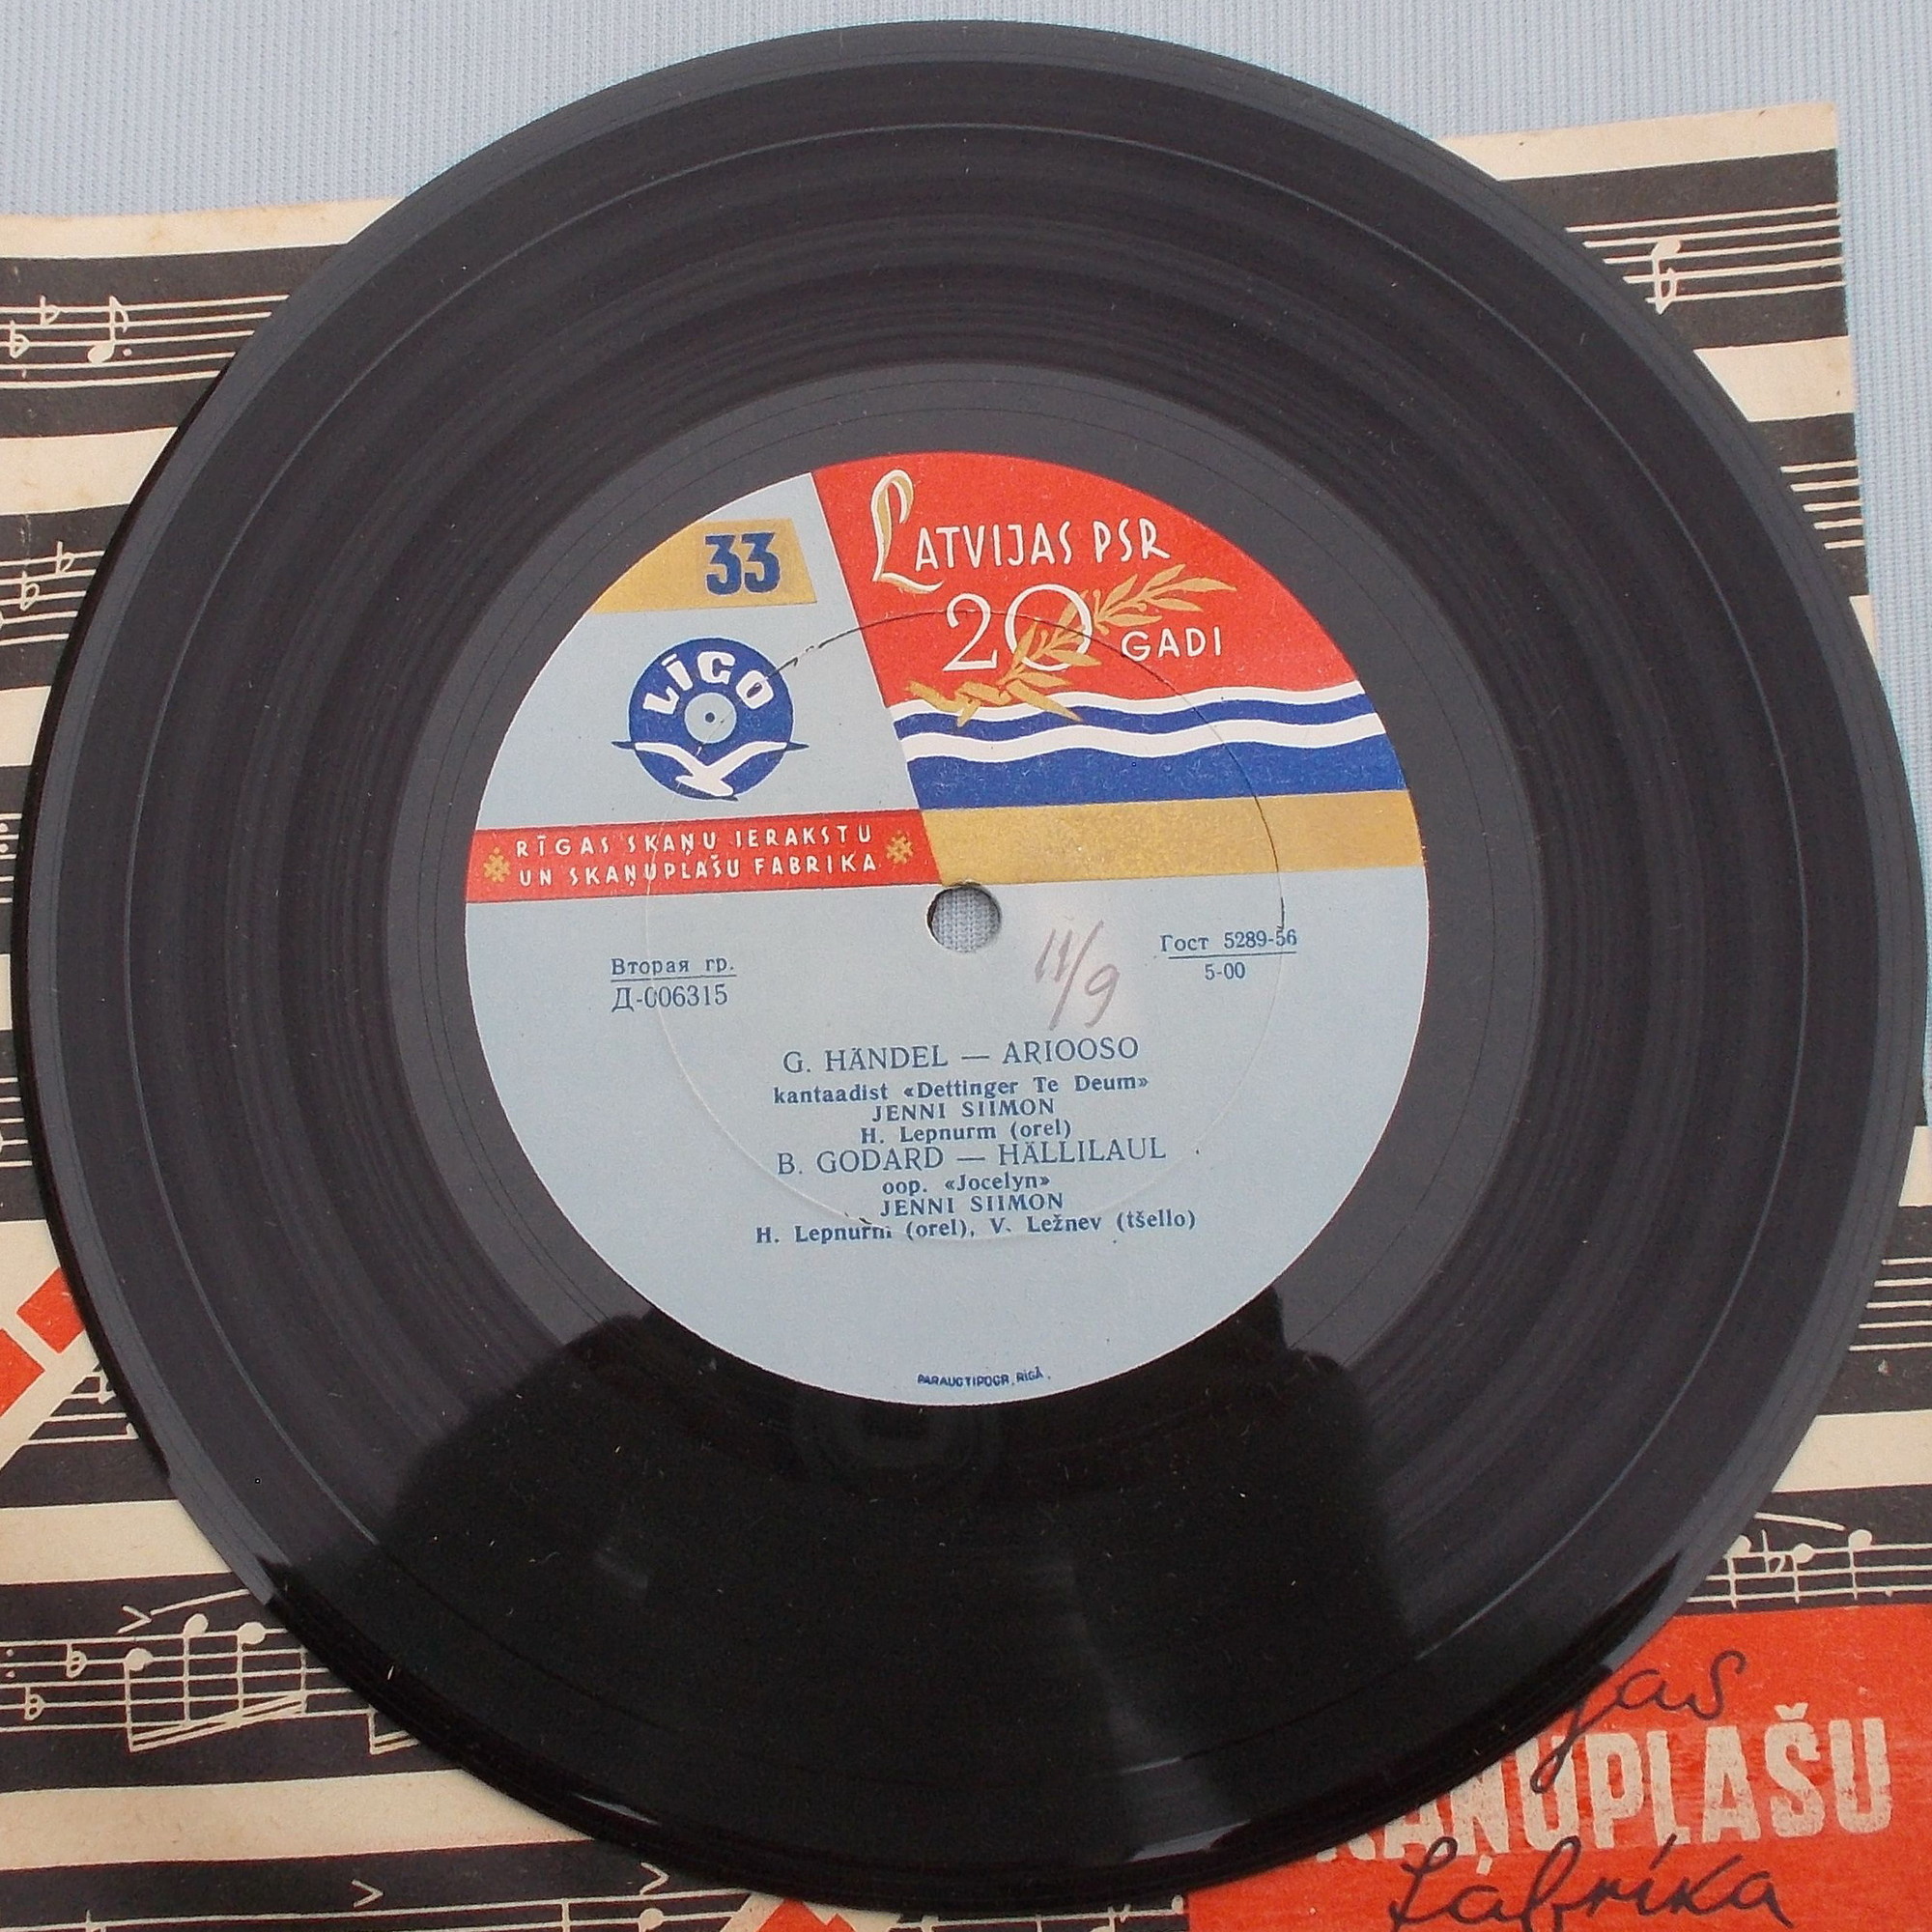 33
LATVIJAS PSR
20 GADI
LĪGO
RĪGAS SKAŅU IERAKSTU
UN SKAŅUPLAŠU FABRIKA
Вторая гр.
Д-006315
11/9
Гост 5289-56
5-00
G. HÄNDEL — ARIOOSO
kantaadist «Dettinger Te Deum»
JENNI SIIMON
H. Lepnurm (orel)
B. GODARD — HÄLLILAUL
oop. «Jocelyn»
JENNI SIIMON
H. Lepnurm (orel), V. Ležnev (tšello)
PARAUGTIPOGR. RĪGĀ.
gas
KAŅUPLAŠU
fabrika